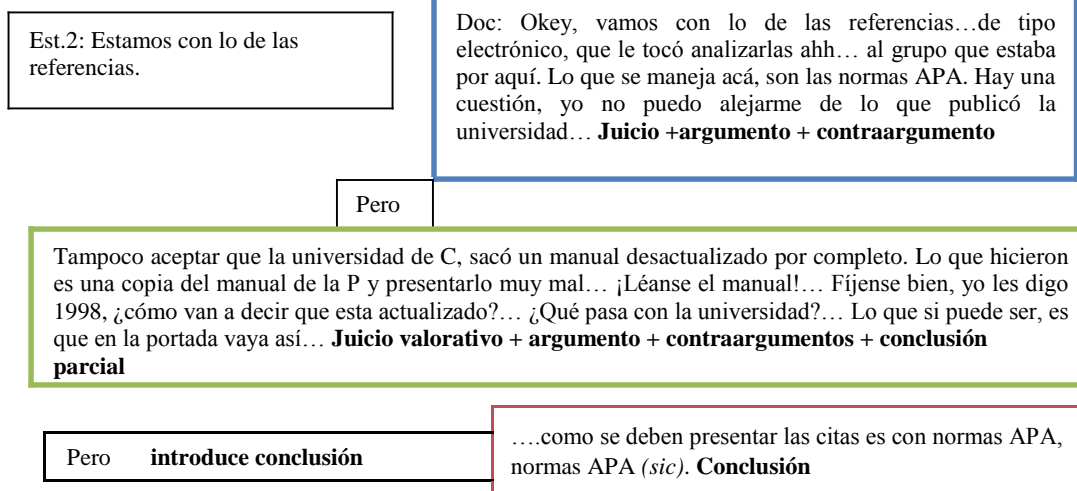 Est.2: Estamos con lo de las
referencias.
Doc: Okey, vamos con lo de las referencias…de tipo
electrónico, que le tocó analizarlas ahh… al grupo que estaba
por aquí. Lo que se maneja acá, son las normas APA. Hay una
cuestión, yo no puedo alejarme de lo que publicó la
universidad… Juicio +argumento + contraargumento
Pero
Tampoco aceptar que la universidad de C, sacó un manual desactualizado por completo. Lo que hicieron
es una copia del manual de la P y presentarlo muy mal… ¡Léanse el manual!… Fíjense bien, yo les digo
1998, ¿cómo van a decir que esta actualizado?… ¿Qué pasa con la universidad?… Lo que si puede ser, es
que en la portada vaya así… Juicio valorativo + argumento + contraargumentos + conclusión
parcial
Pero introduce conclusión
….como se deben presentar las citas es con normas APA,
normas APA (sic). Conclusión